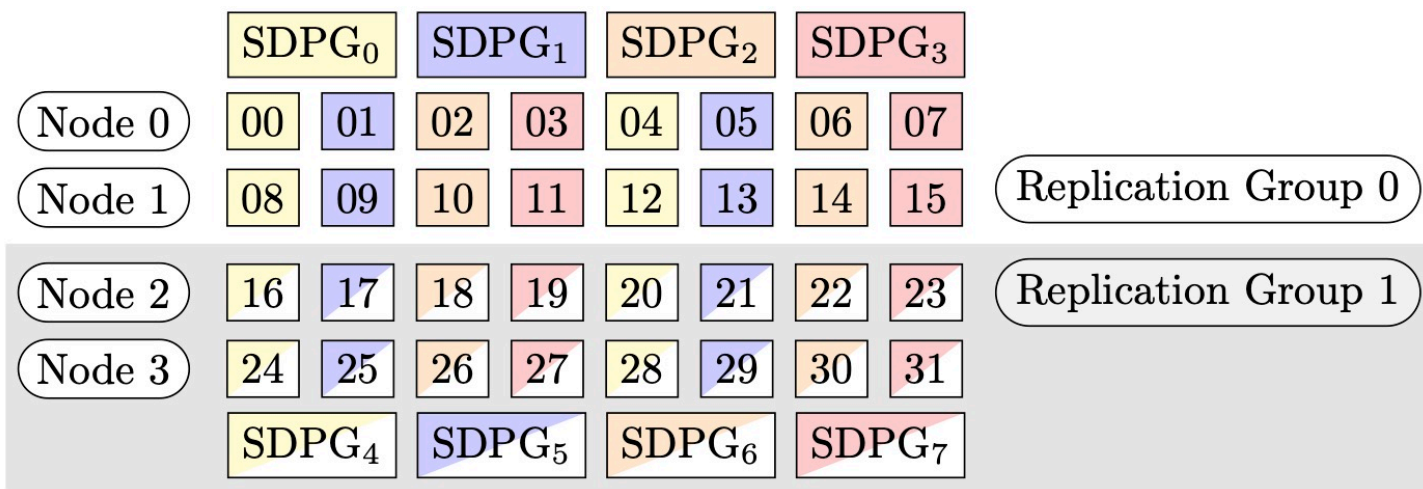 SDPG₀ SDPG₁ SDPG₂ SDPG₃
Node 0 00 01 02 03 04 05 06 07
Node 1 08 09 10 11 12 13 14 15 Replication Group 0
Node 2 16 17 18 19 20 21 22 23 Replication Group 1
Node 3 24 25 26 27 28 29 30 31
SDPG₄ SDPG₅ SDPG₆ SDPG₇